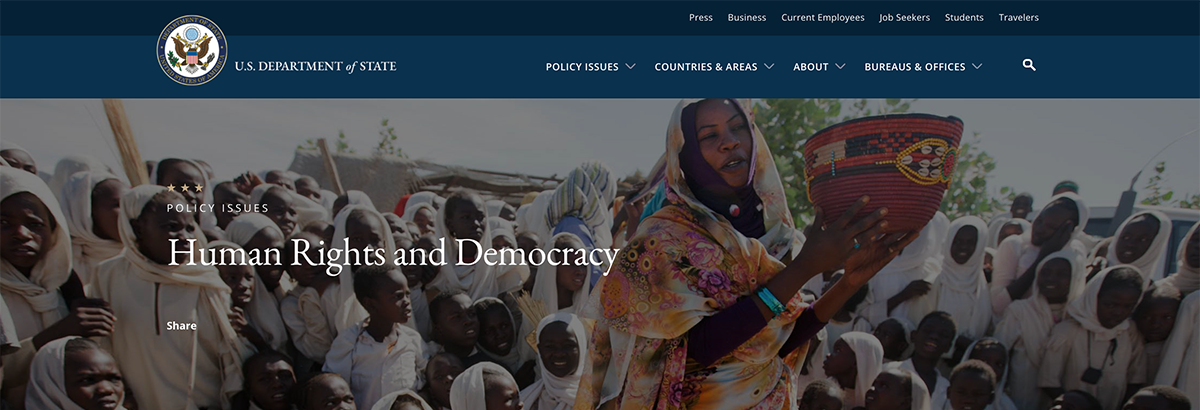 Press Business Current Employees Job Seekers Students Travelers
U.S. DEPARTMENT of STATE
POLICY ISSUES COUNTRIES & AREAS ABOUT BUREAUS & OFFICES
POLICY ISSUES
Human Rights and Democracy
Share